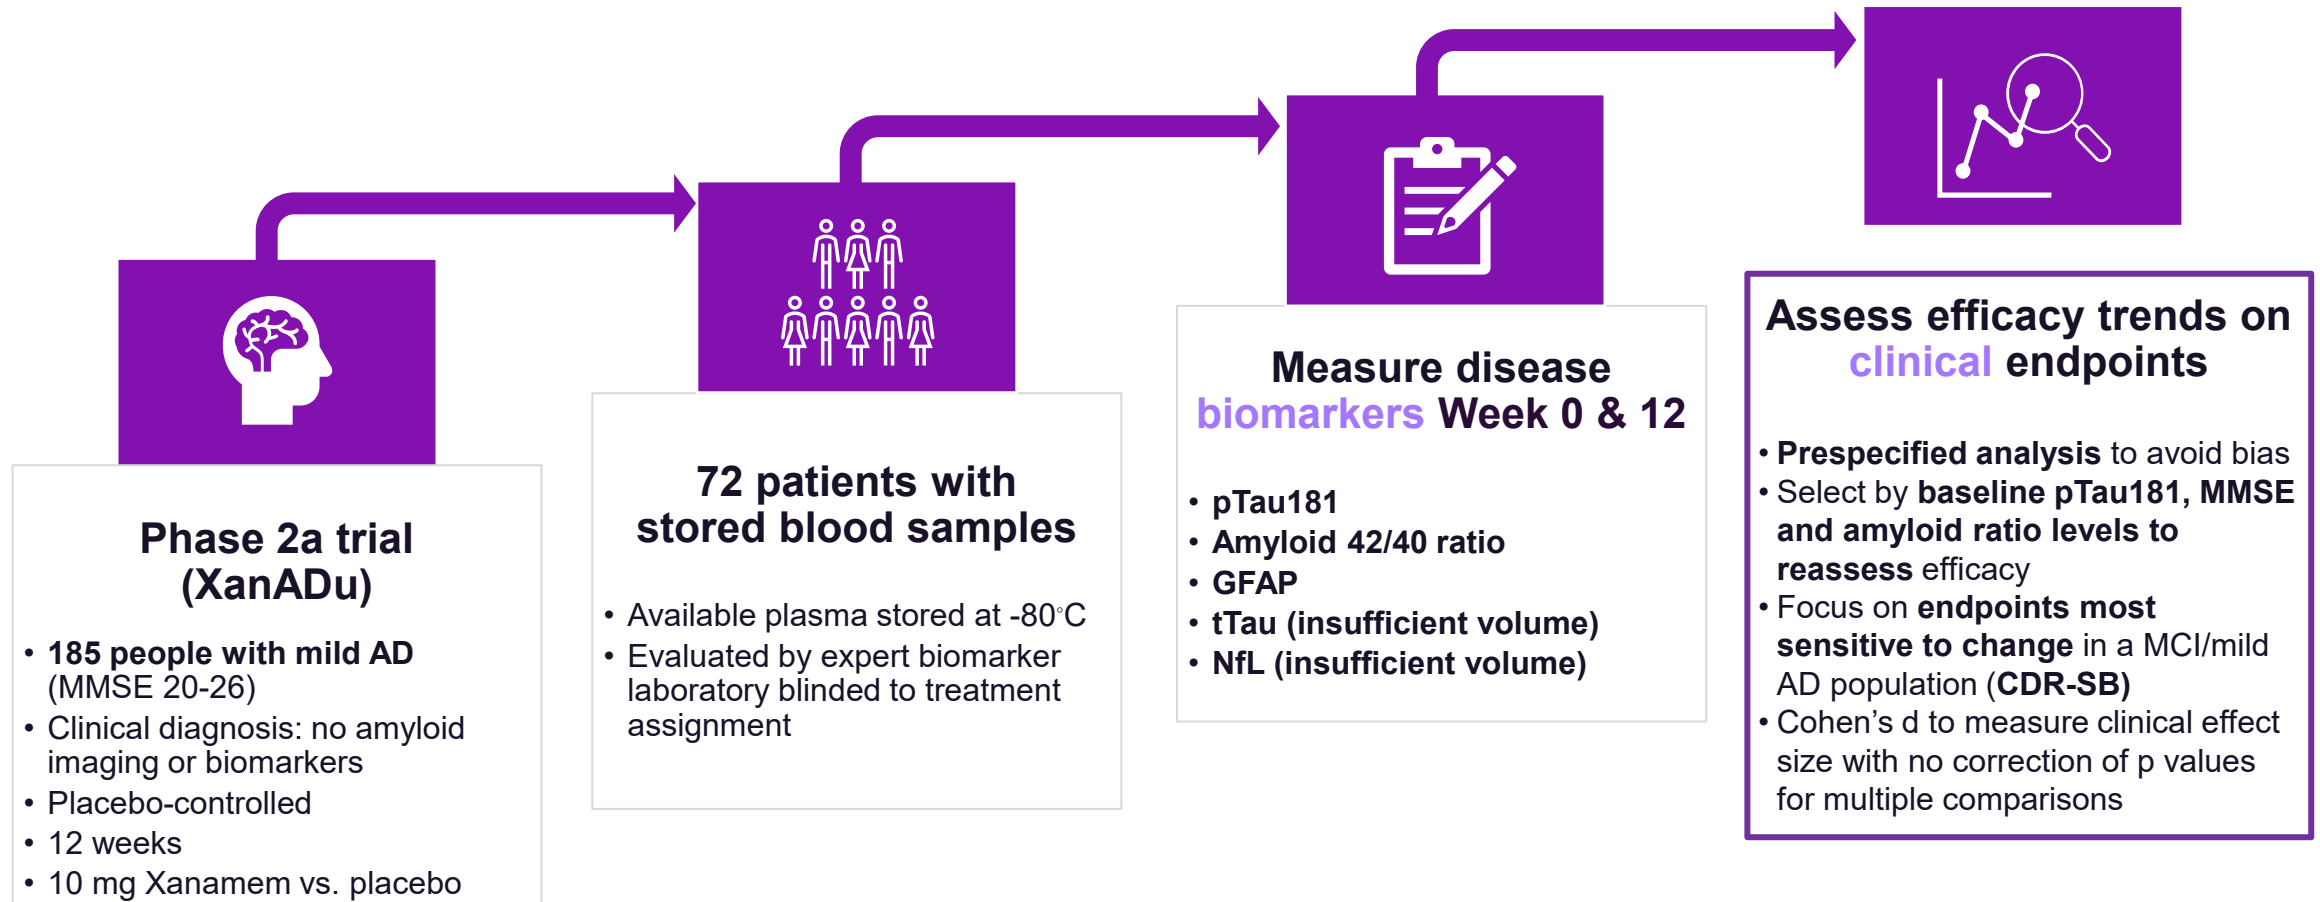 Phase 2a trial
(XanADu)
• 185 people with mild AD
(MMSE 20-26)
• Clinical diagnosis: no amyloid
imaging or biomarkers
• Placebo-controlled
• 12 weeks
• 10 mg Xanamem vs. placebo
72 patients with
stored blood samples
• Available plasma stored at -80°C
• Evaluated by expert biomarker
laboratory blinded to treatment
assignment
Measure disease
biomarkers Week 0 & 12
• pTau181
• Amyloid 42/40 ratio
• GFAP
• tTau (insufficient volume)
• NfL (insufficient volume)
Assess efficacy trends on
clinical endpoints
• Prespecified analysis to avoid bias
• Select by baseline pTau181, MMSE
and amyloid ratio levels to
reassess efficacy
• Focus on endpoints most
sensitive to change in a MCI/mild
AD population (CDR-SB)
• Cohen’s d to measure clinical effect
size with no correction of p values
for multiple comparisons